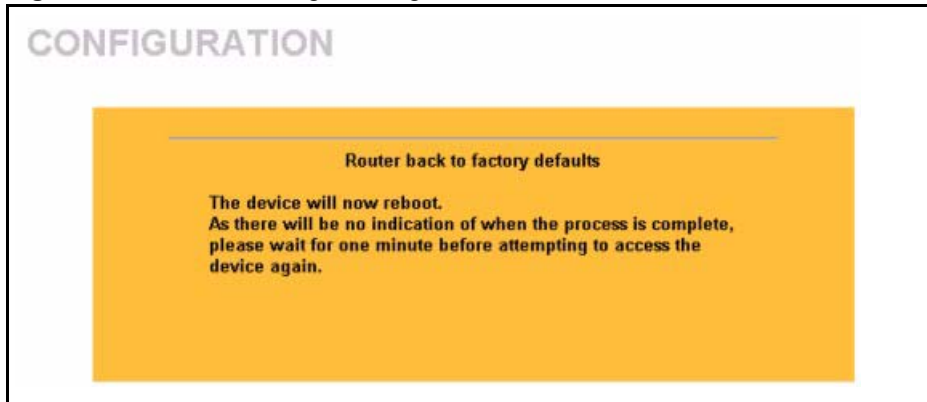 CONFIGURATION
Router back to factory defaults
The device will now reboot.
As there will be no indication of when the process is complete,
please wait for one minute before attempting to access the
device again.